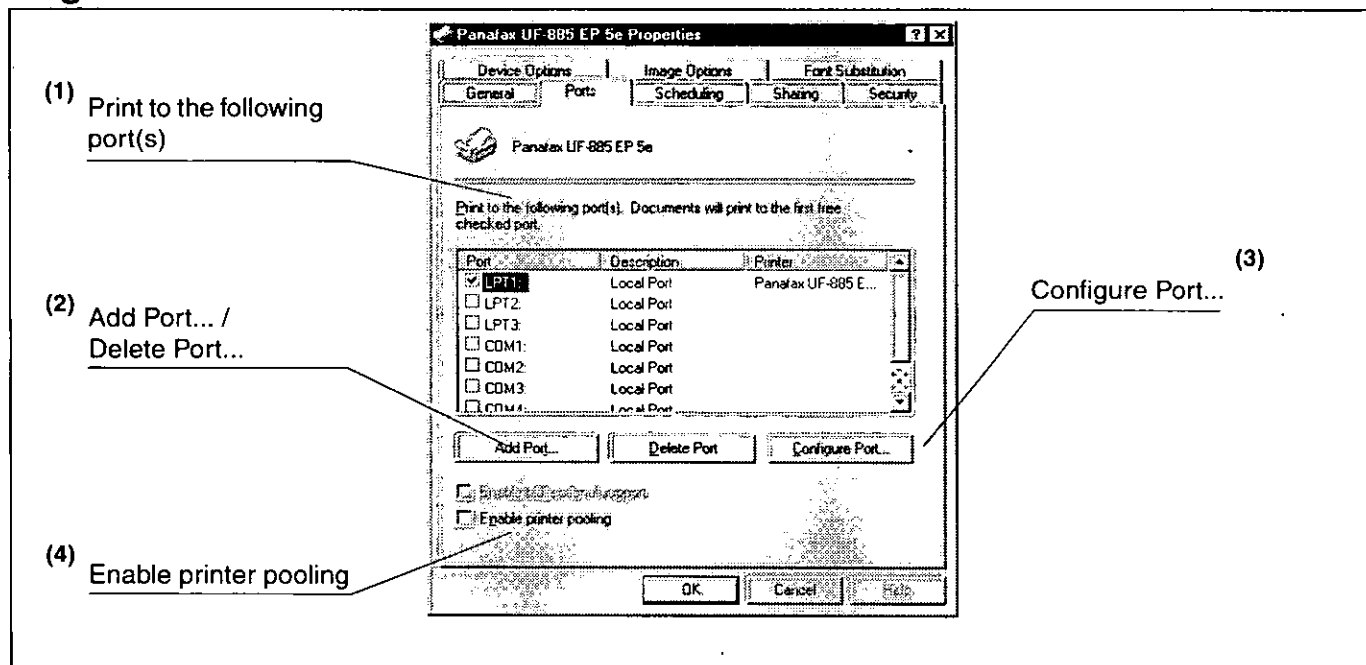 Panafax UF-885 EP 5e Properties
Device Options Image Options Font Substitution
General Ports Scheduling Sharing Security
(1)
Print to the following
port(s)
Panafax UF-885 EP 5e
Print to the following port(s). Documents will print to the first free
checked port.
Port Description Printer
LPT1: Local Port Panafax UF-885 E...
LPT2: Local Port
LPT3: Local Port
COM1: Local Port
COM2: Local Port
COM3: Local Port
COM4: Local Port
(2)
Add Port... /
Delete Port...
(3)
Configure Port...
Add Port... Delete Port Configure Port...
Enable printer pooling
(4)
Enable printer pooling
OK Cancel Help